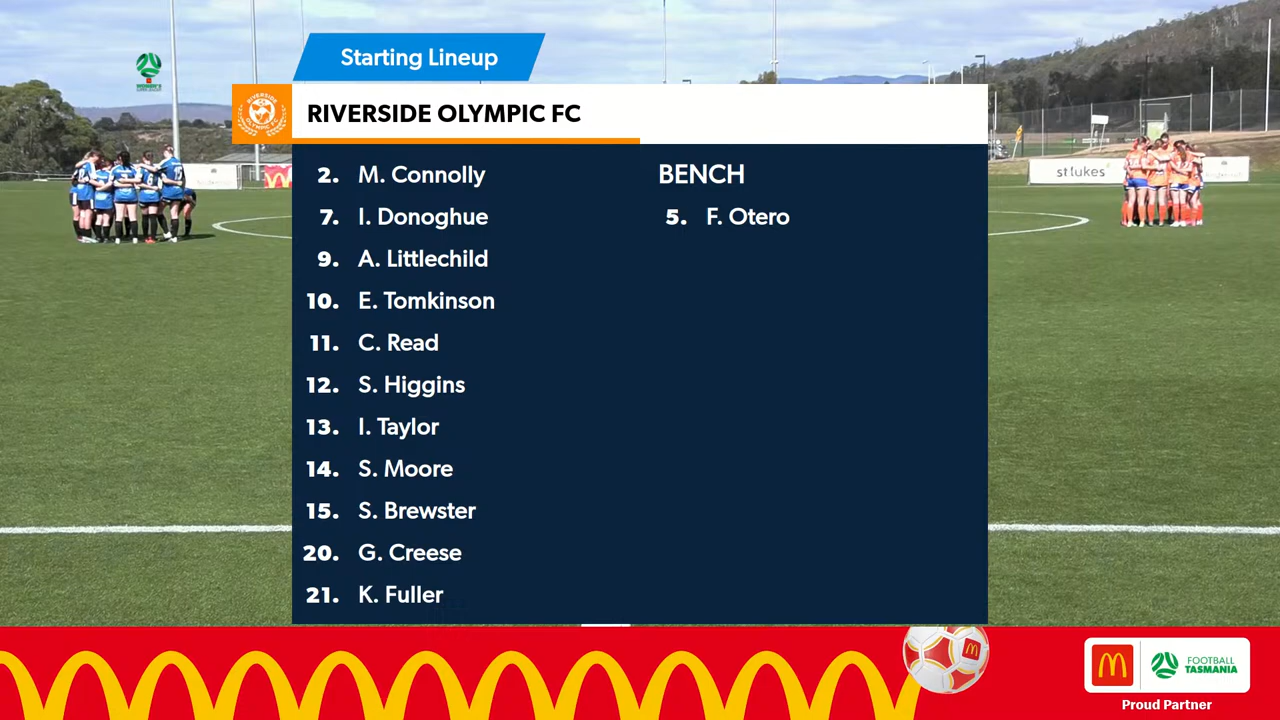 Starting Lineup
RIVERSIDE OLYMPIC FC
2. M. Connolly
7. I. Donoghue
9. A. Littlechild
10. E. Tomkinson
11. C. Read
12. S. Higgins
13. I. Taylor
14. S. Moore
15. S. Brewster
20. G. Creese
21. K. Fuller
BENCH
5. F. Otero
st.lukes
FOOTBALL
TASMANIA
Proud Partner